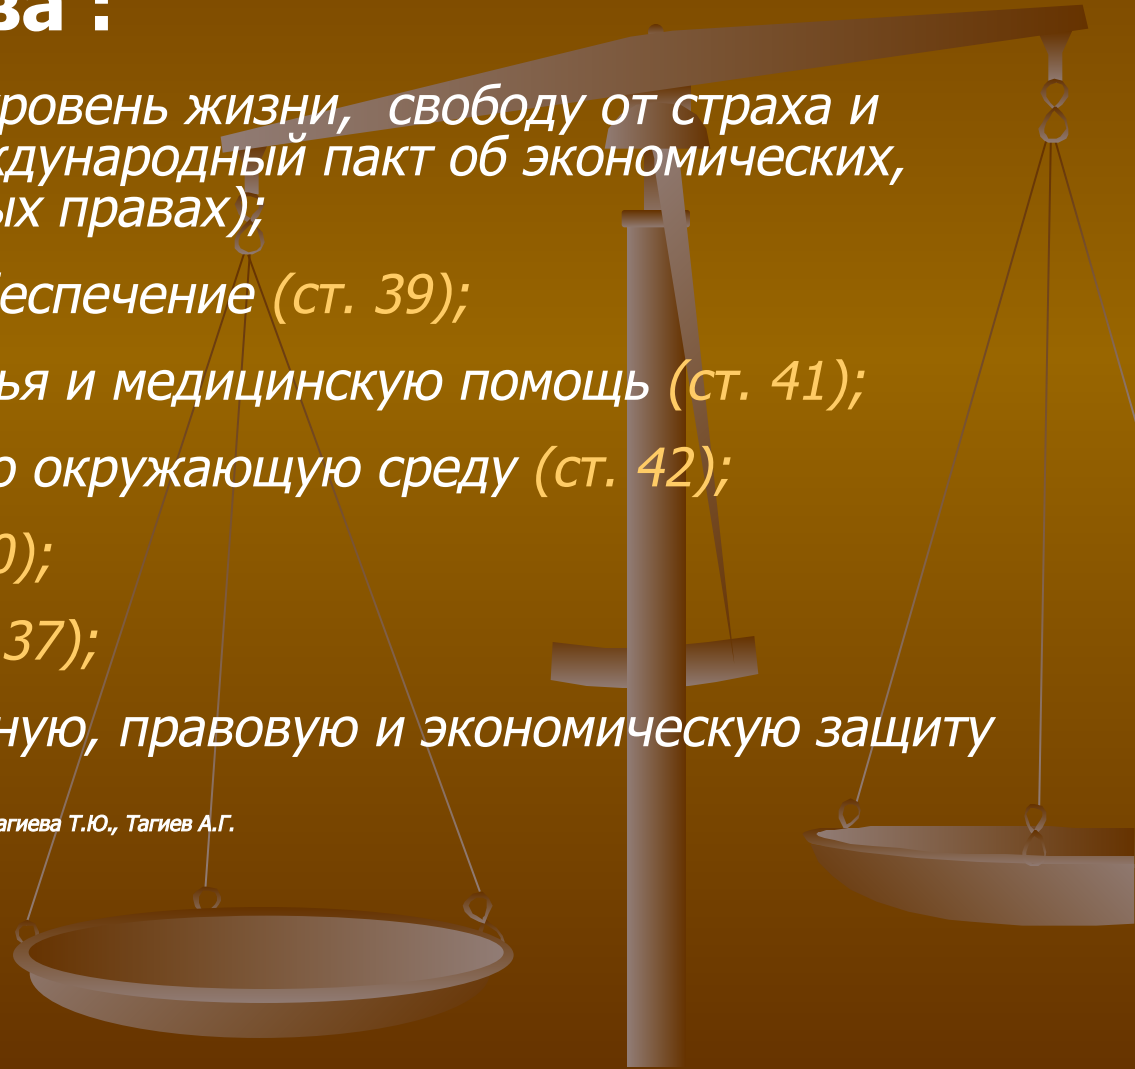 ва :
ровень жизни, свободу от страха и
ждународный пакт об экономических,
ых правах);
еспечение (ст. 39);
ья и медицинскую помощь (ст. 41);
о окружающую среду (ст. 42);
0);
37);
ную, правовую и экономическую защиту
агиева Т.Ю., Тагиев А.Г.